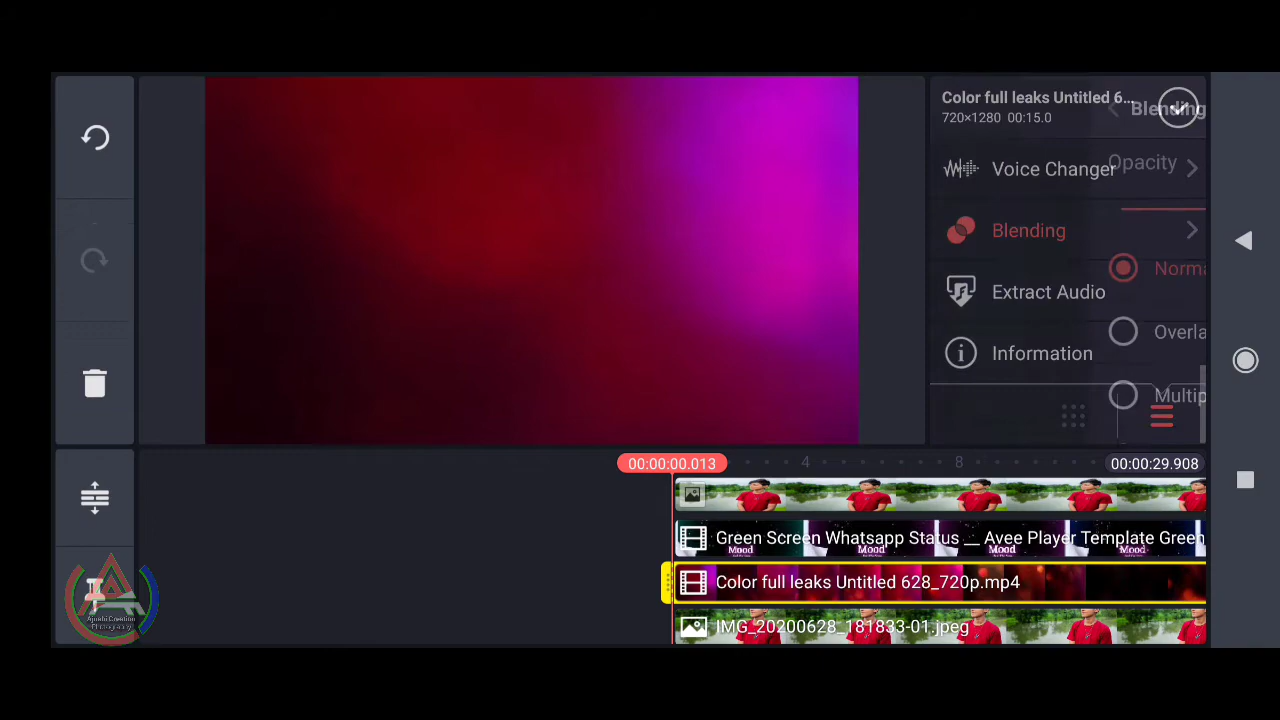 Color full leaks Untitled 6...
720×1280 00:15.0
Blending
Opacity
Voice Changer
Blending
Norma
Extract Audio
Overla
Information
Multip
00:00:00.013
4
8
00:00:29.908
Green Screen Whatsapp Status __ Avee Player Template Green
Mood Mood Mood Mood
Color full leaks Untitled 628_720p.mp4
IMG_20200628_181833-01.jpeg
Creation
Photography